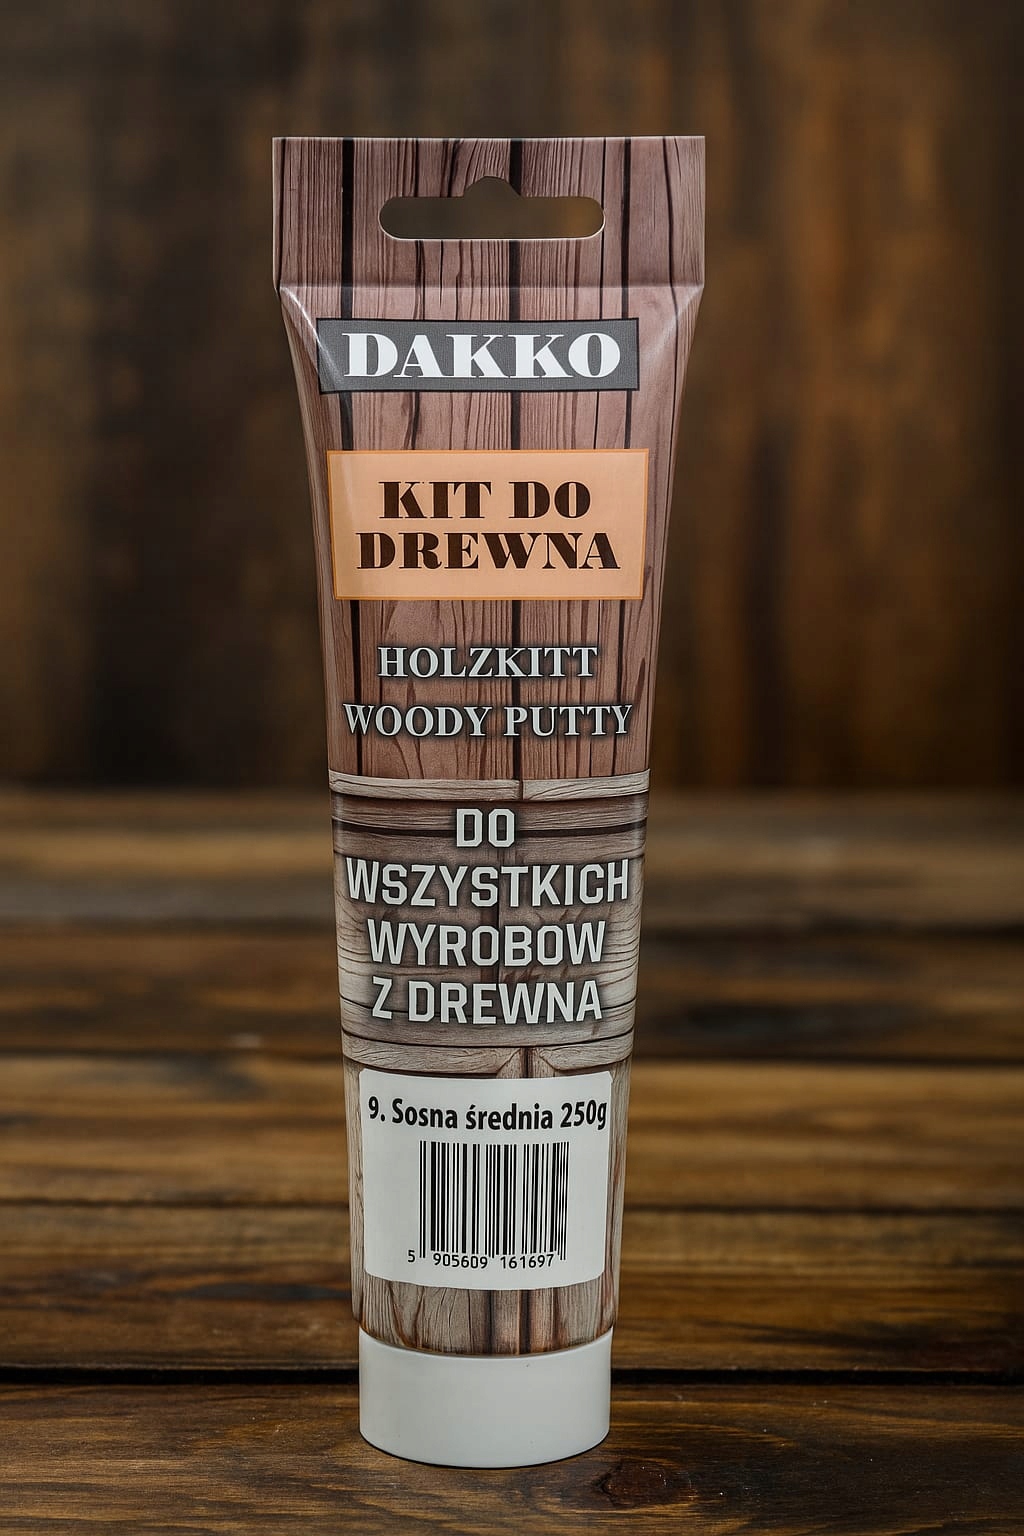 DAKKO
KIT DO
DREWNA
HOLZKITT
WOODY PUTTY
DO
WSZYSTKICH
WYROBOW
Z DREWNA
9. Sosna średnia 250g
5 905609 161697